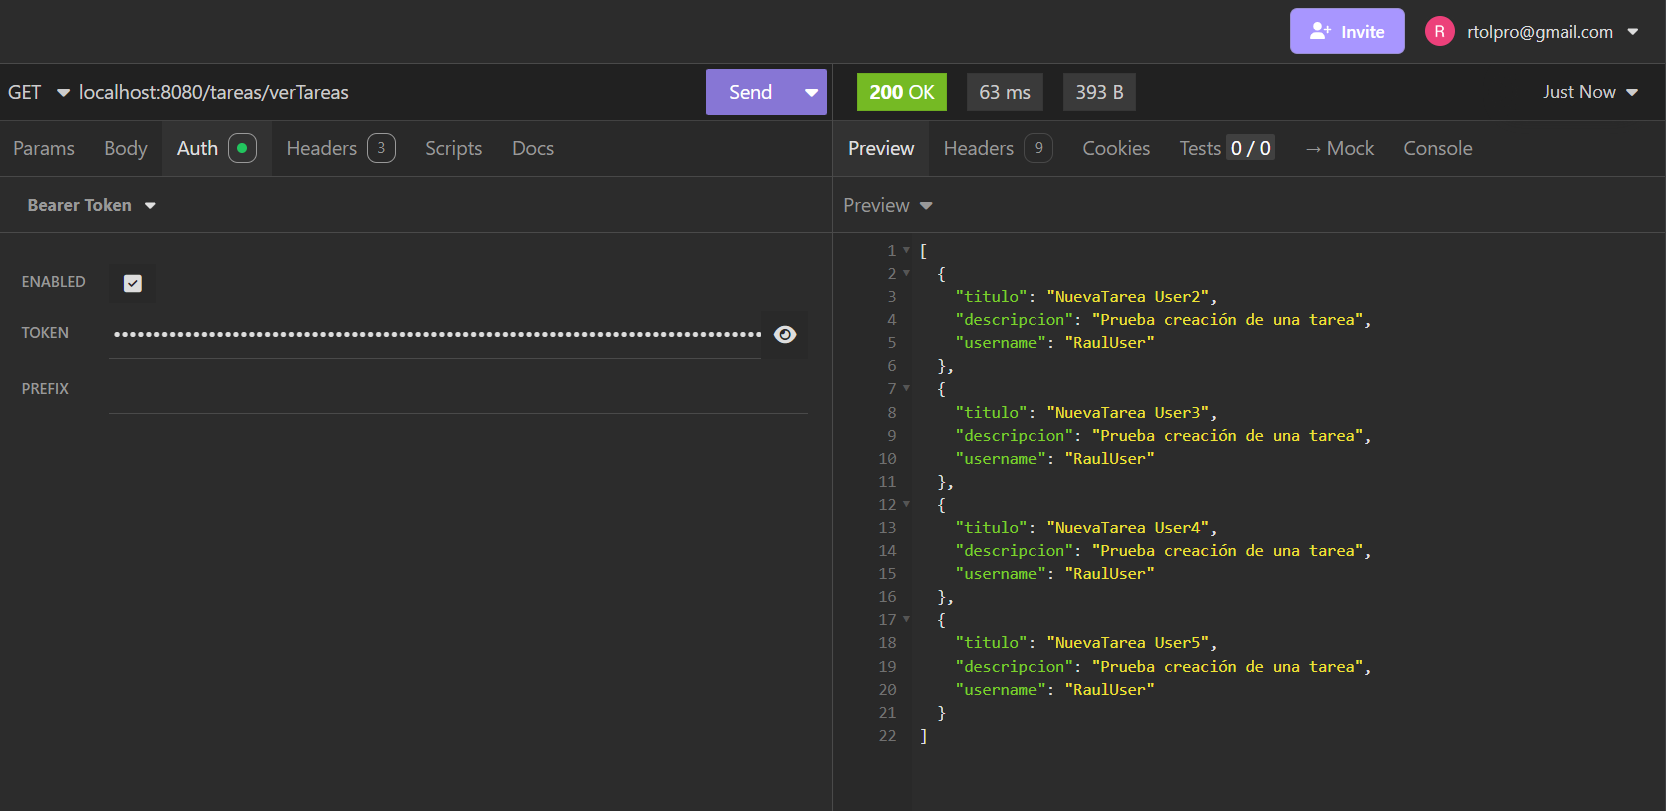 Invite
R
rtolpro@gmail.com
GET localhost:8080/tareas/verTareas
Send
200 OK
63 ms
393 B
Just Now
Params Body Auth Headers 3 Scripts Docs
Preview Headers 9 Cookies Tests 0 / 0 → Mock Console
Bearer Token
Preview
ENABLED
TOKEN ••••••••••••••••••••••••••••••••••••••••••••••••••••••••••••••••••••••••••••••••
PREFIX
1 [
2 {
3 "titulo": "NuevaTarea User2",
4 "descripcion": "Prueba creación de una tarea",
5 "username": "RaulUser"
6 },
7 {
8 "titulo": "NuevaTarea User3",
9 "descripcion": "Prueba creación de una tarea",
10 "username": "RaulUser"
11 },
12 {
13 "titulo": "NuevaTarea User4",
14 "descripcion": "Prueba creación de una tarea",
15 "username": "RaulUser"
16 },
17 {
18 "titulo": "NuevaTarea User5",
19 "descripcion": "Prueba creación de una tarea",
20 "username": "RaulUser"
21 }
22 ]